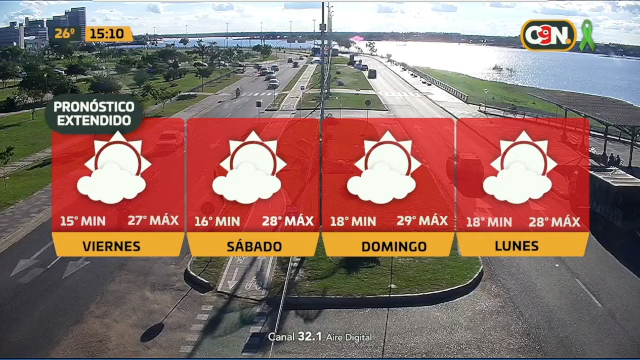 26° 15:10
C9N.
PRONÓSTICO
EXTENDIDO
15° MIN 27° MÁX
VIERNES
16° MIN 28° MÁX
SÁBADO
18° MIN 29° MÁX
DOMINGO
18° MIN 28° MÁX
LUNES
Canal 32.1 Aire Digital